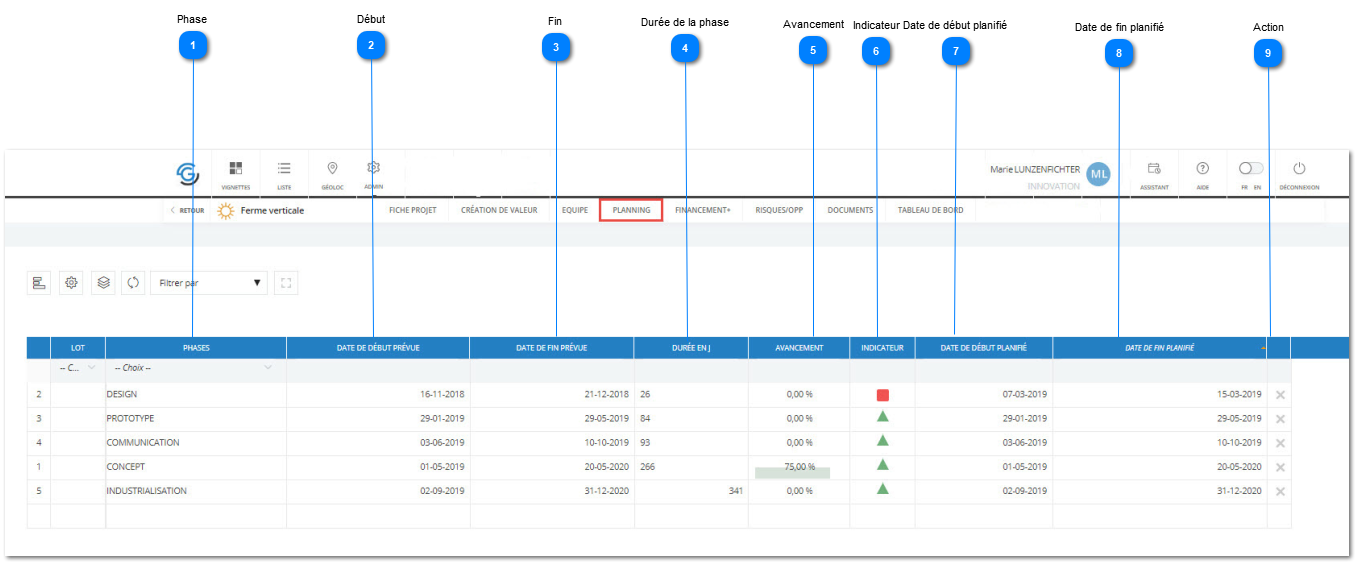 Phase
Début
Fin
Durée de la phase
Avancement
Indicateur
Date de début planifié
Date de fin planifié
Action
1
2
3
4
5
6
7
8
9
VIGNETTES
LISTE
GÉOLOC
ADMIN
Marie LUNZENFICHTER
INNOVATION
ML
ASSISTANT
?
AIDE
FR EN
DÉCONNEXION
< RETOUR
Ferme verticale
FICHE PROJET
CRÉATION DE VALEUR
EQUIPE
PLANNING
FINANCEMENT+
RISQUES/OPP
DOCUMENTS
TABLEAU DE BORD
Filtrer par
LOT PHASES DATE DE DÉBUT PRÉVUE DATE DE FIN PRÉVUE DURÉE EN J AVANCEMENT INDICATEUR DATE DE DÉBUT PLANIFIÉ DATE DE FIN PLANIFIÉ
-- C... -- Choix --
2 DESIGN 16-11-2018 21-12-2018 26 0,00 % 07-03-2019 15-03-2019
3 PROTOTYPE 29-01-2019 29-05-2019 84 0,00 % 29-01-2019 29-05-2019
4 COMMUNICATION 03-06-2019 10-10-2019 93 0,00 % 03-06-2019 10-10-2019
1 CONCEPT 01-05-2019 20-05-2020 266 75,00 % 01-05-2019 20-05-2020
5 INDUSTRIALISATION 02-09-2019 31-12-2020 341 0,00 % 02-09-2019 31-12-2020